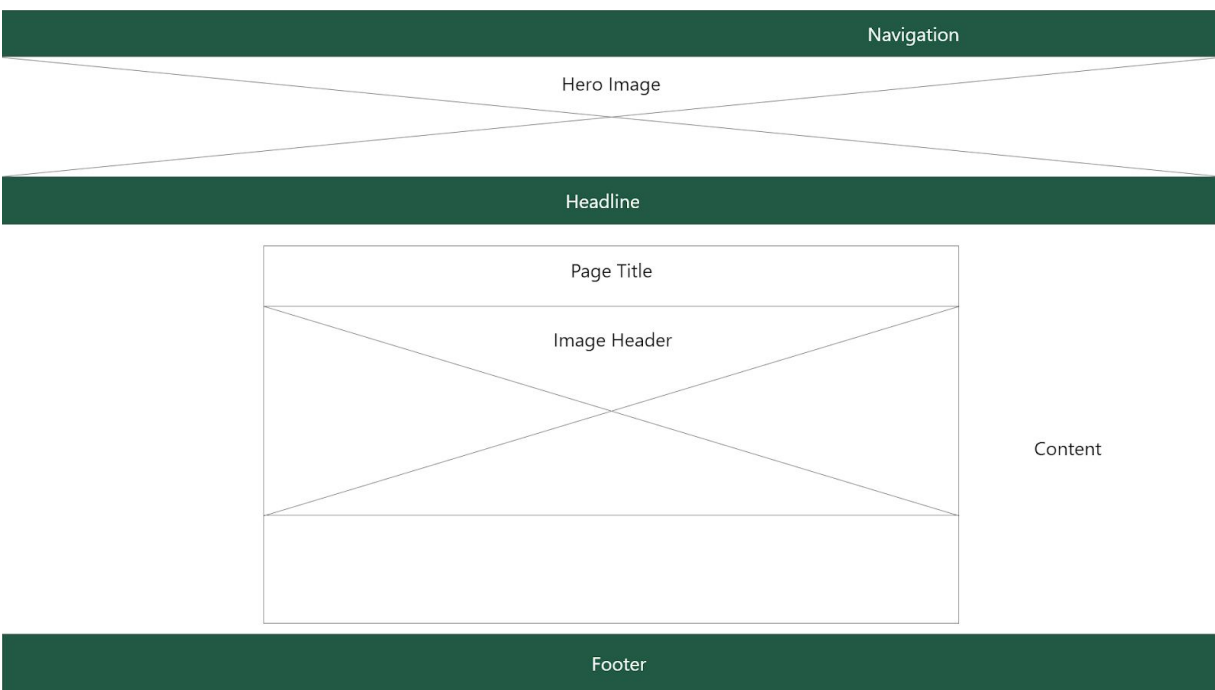 Navigation
Hero Image
Headline
Page Title
Image Header
Content
Footer